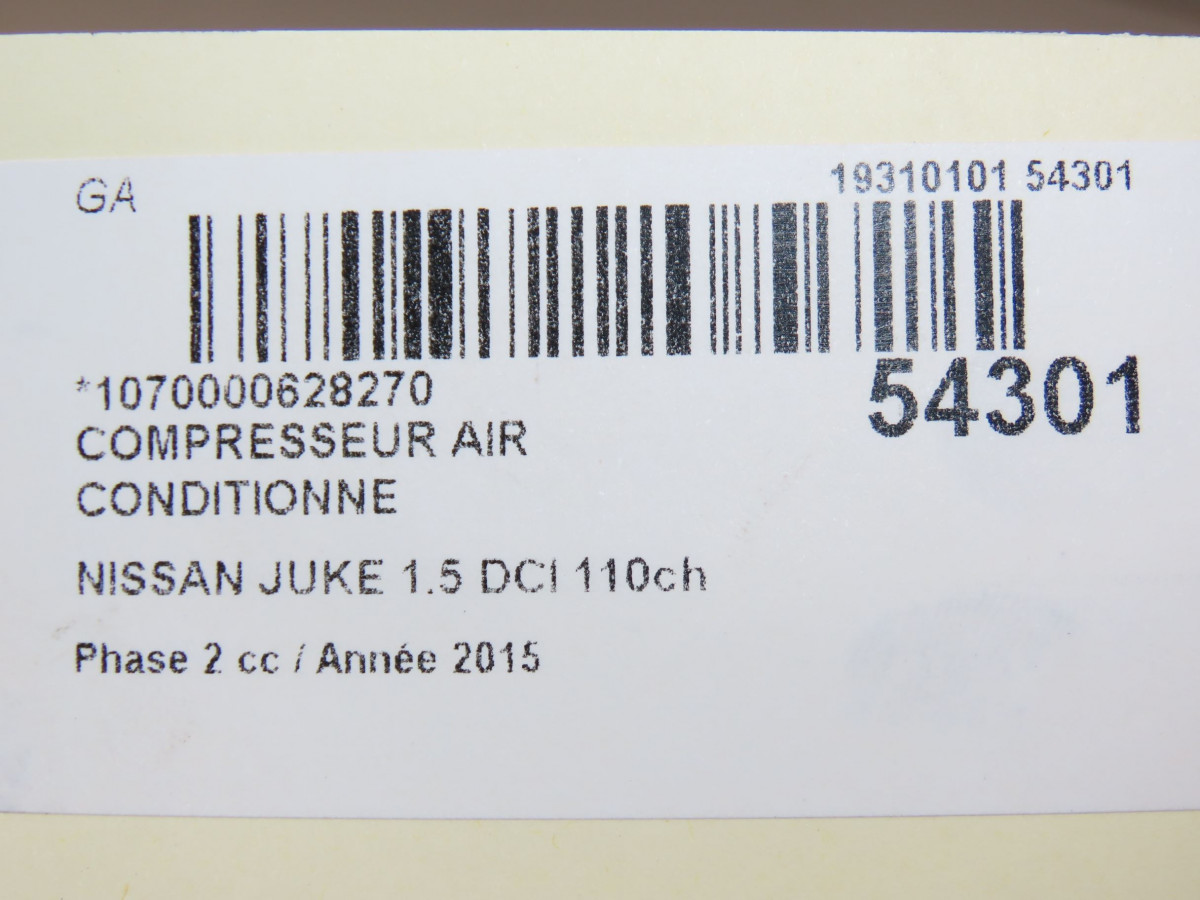 GA
19310101 54301
*1070000628270
54301
COMPRESSEUR AIR
CONDITIONNE
NISSAN JUKE 1.5 DCI 110ch
Phase 2 cc / Année 2015